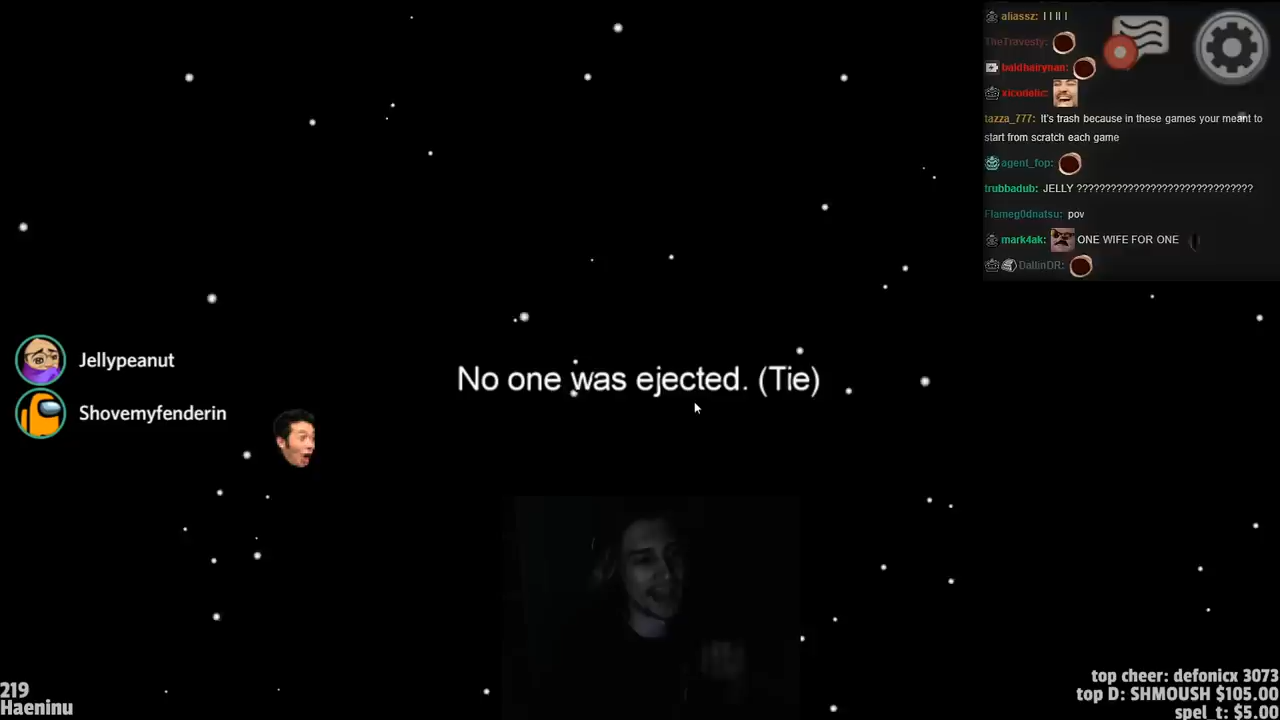 aliassz: I I II I
TheTravesty:
baldhairynan:
xicodalic:
tazza_777: It's trash because in these games your meant to
start from scratch each game
agent_fop:
trubbadub: JELLY ??????????????????????????????
Flameg0dnatsu: pov
mark4ak: ONE WIFE FOR ONE
DallinDR:
Jellypeanut
No one was ejected. (Tie)
Shovemyfenderin
219
Haeninu
top cheer: defonicx 3073
top D: SHMOUSH $105.00
spel_t: $5.00